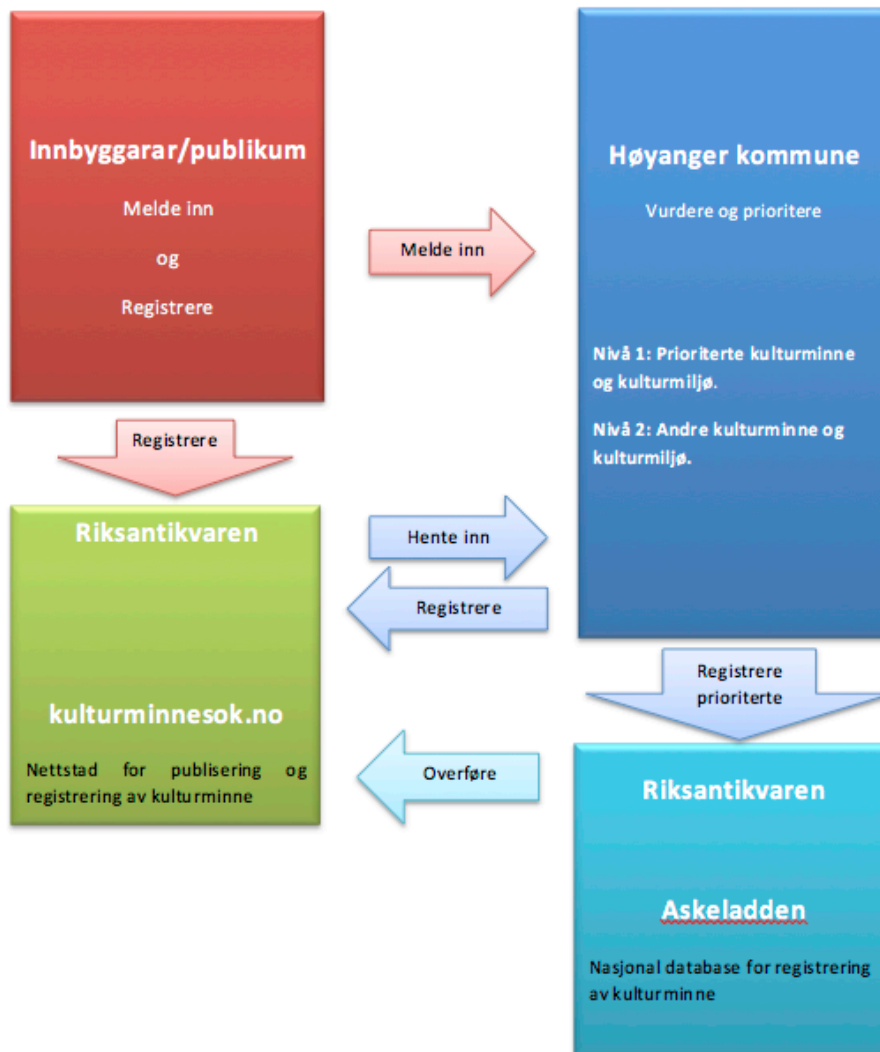 Innbyggarar/publikum
Melde inn
og
Registrere
Melde inn
Høyanger kommune
Vurdere og prioritere
Nivå 1: Prioriterte kulturminne
og kulturmiljø.
Nivå 2: Andre kulturminne og
kulturmiljø.
Registrere
Riksantikvaren
kulturminnesok.no
Nettstad for publisering og
registrering av kulturminne
Hente inn
Registrere
Registrere
prioriterte
Overføre
Riksantikvaren
Askeladden
Nasjonal database for registrering
av kulturminne